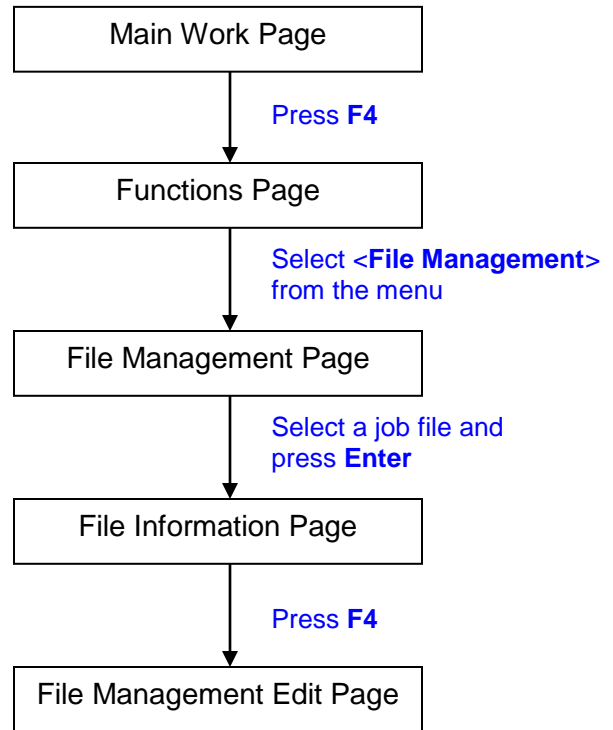 Main Work Page
Press F4
Functions Page
Select <File Management>
from the menu
File Management Page
Select a job file and
press Enter
File Information Page
Press F4
File Management Edit Page